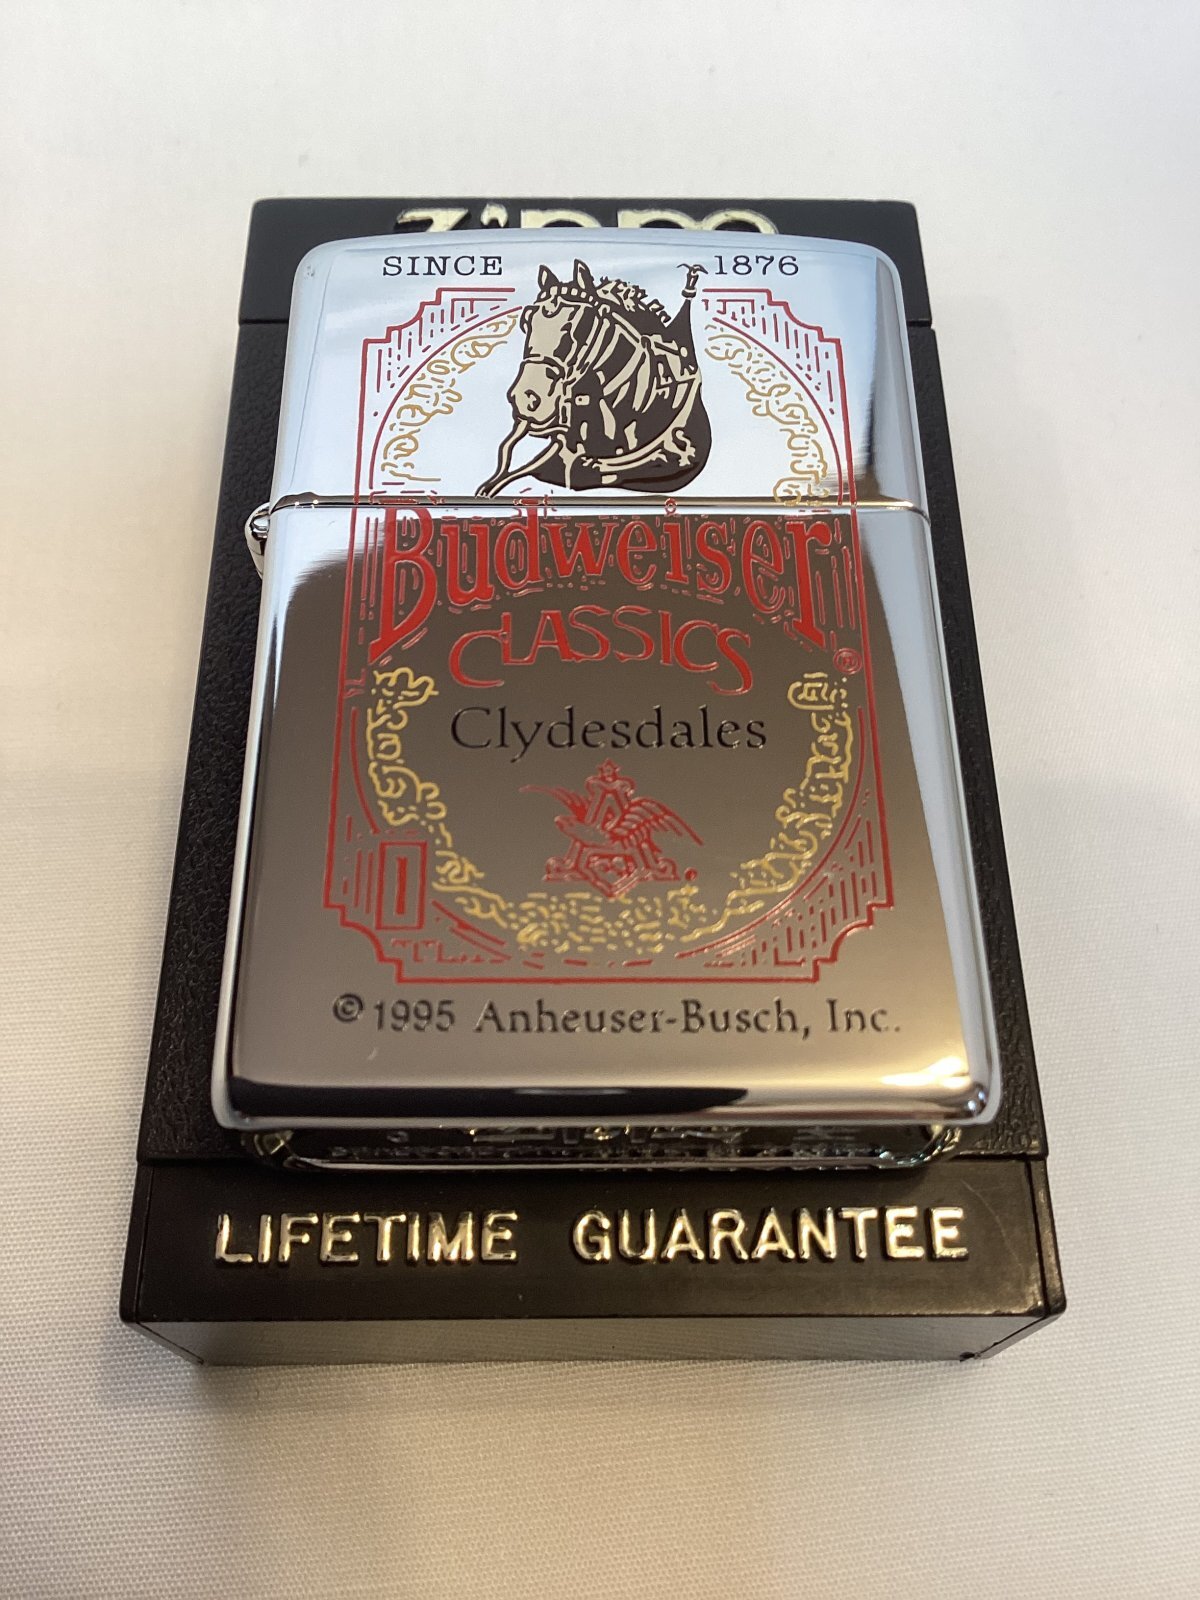 SINCE 1876
Budweiser
CLASSICS ®
Clydesdales
A
©1995 Anheuser-Busch, Inc.
LIFETIME GUARANTEE